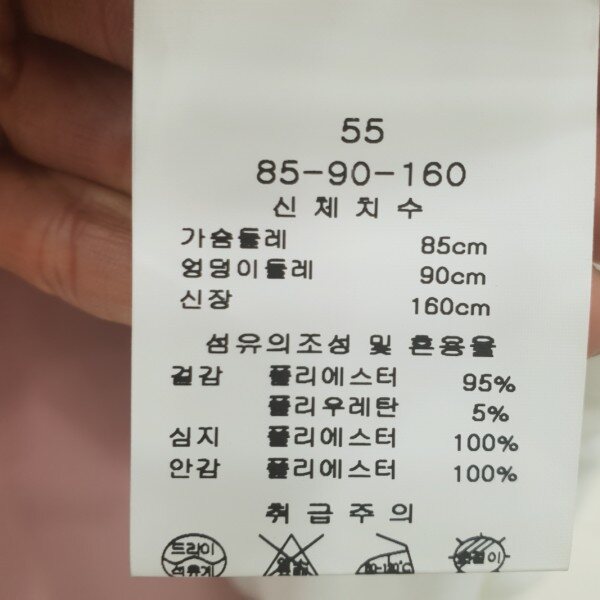 55
85-90-160
신체치수
가슴둘레 85cm
엉덩이둘레 90cm
신장 160cm
섬유의조성 및 혼용율
겉감 폴리에스터 95%
폴리우레탄 5%
심지 폴리에스터 100%
안감 폴리에스터 100%
취급주의
드라이